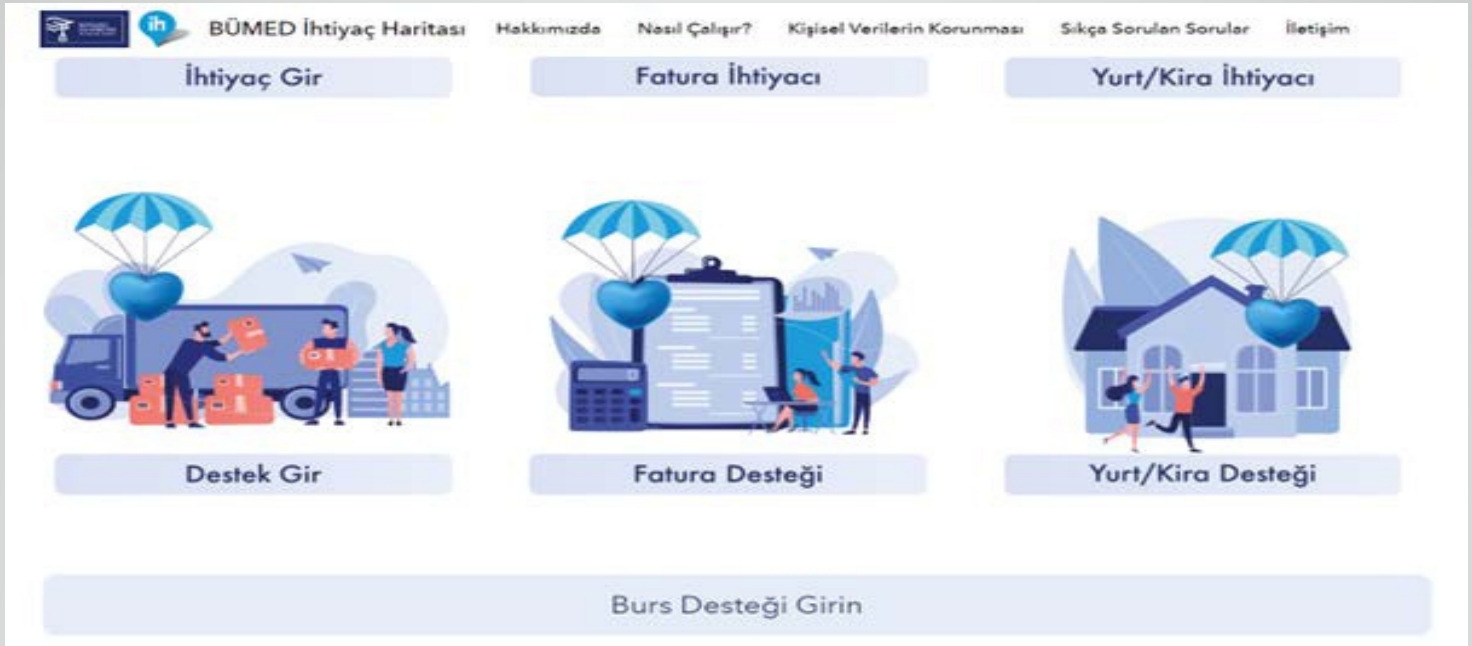 BÜMED İhtiyaç Haritası Hakkımızda Nasıl Çalışır? Kişisel Verilerin Korunması Sıkça Sorulan Sorular İletişim
İhtiyaç Gir Fatura İhtiyacı Yurt/Kira İhtiyacı
Destek Gir Fatura Desteği Yurt/Kira Desteği
Burs Desteği Girin